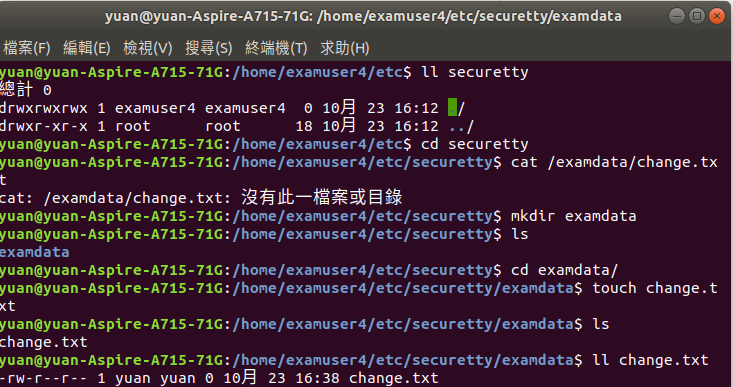 yuan@yuan-Aspire-A715-71G: /home/examuser4/etc/securetty/examdata
檔案(F) 編輯(E) 檢視(V) 搜尋(S) 終端機(T) 求助(H)
yuan@yuan-Aspire-A715-71G:/home/examuser4/etc$ ll securetty
總計 0
drwxrwxrwx 1 examuser4 examuser4  0 10月 23 16:12 ./
drwxr-xr-x 1 root      root      18 10月 23 16:12 ../
yuan@yuan-Aspire-A715-71G:/home/examuser4/etc$ cd securetty
yuan@yuan-Aspire-A715-71G:/home/examuser4/etc/securetty$ cat /examdata/change.tx
t
cat: /examdata/change.txt: 沒有此一檔案或目錄
yuan@yuan-Aspire-A715-71G:/home/examuser4/etc/securetty$ mkdir examdata
yuan@yuan-Aspire-A715-71G:/home/examuser4/etc/securetty$ ls
examdata
yuan@yuan-Aspire-A715-71G:/home/examuser4/etc/securetty$ cd examdata/
yuan@yuan-Aspire-A715-71G:/home/examuser4/etc/securetty/examdata$ touch change.t
xt
yuan@yuan-Aspire-A715-71G:/home/examuser4/etc/securetty/examdata$ ls
change.txt
yuan@yuan-Aspire-A715-71G:/home/examuser4/etc/securetty/examdata$ ll change.txt
-rw-r--r-- 1 yuan yuan 0 10月 23 16:38 change.txt